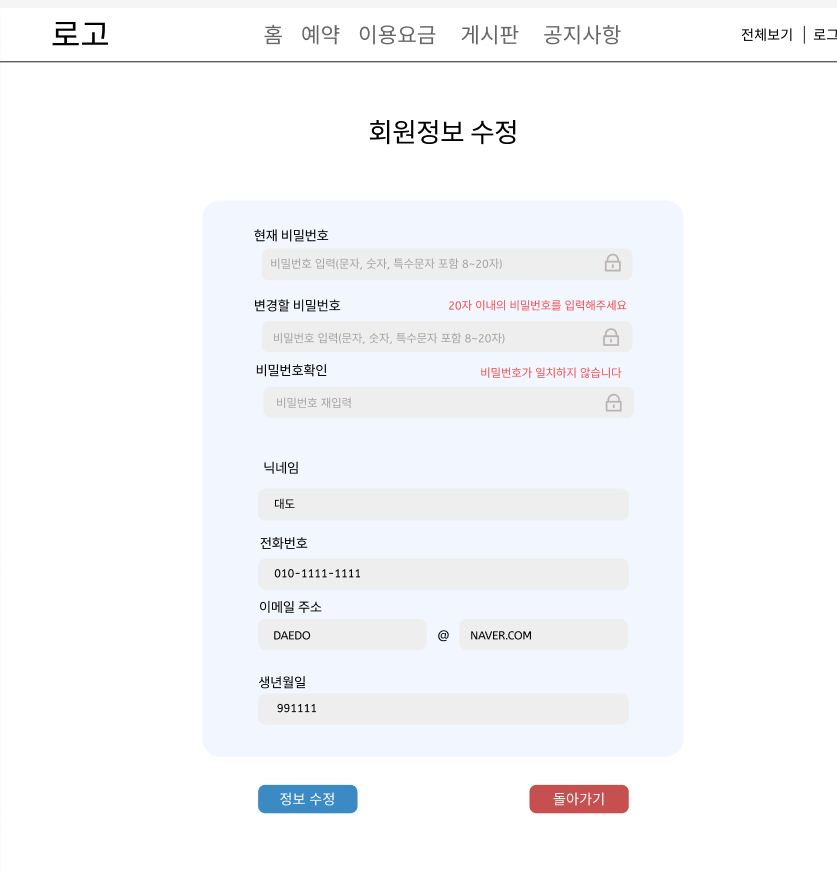 로고 홈 예약 이용요금 게시판 공지사항 전체보기 | 로그
회원정보 수정
현재 비밀번호
비밀번호 입력(문자, 숫자, 특수문자 포함 8~20자)
변경할 비밀번호 20자 이내의 비밀번호를 입력해주세요
비밀번호 입력(문자, 숫자, 특수문자 포함 8~20자)
비밀번호확인 비밀번호가 일치하지 않습니다
비밀번호 재입력
닉네임
대도
전화번호
010-1111-1111
이메일 주소
DAEDO @ NAVER.COM
생년월일
991111
정보 수정 돌아가기